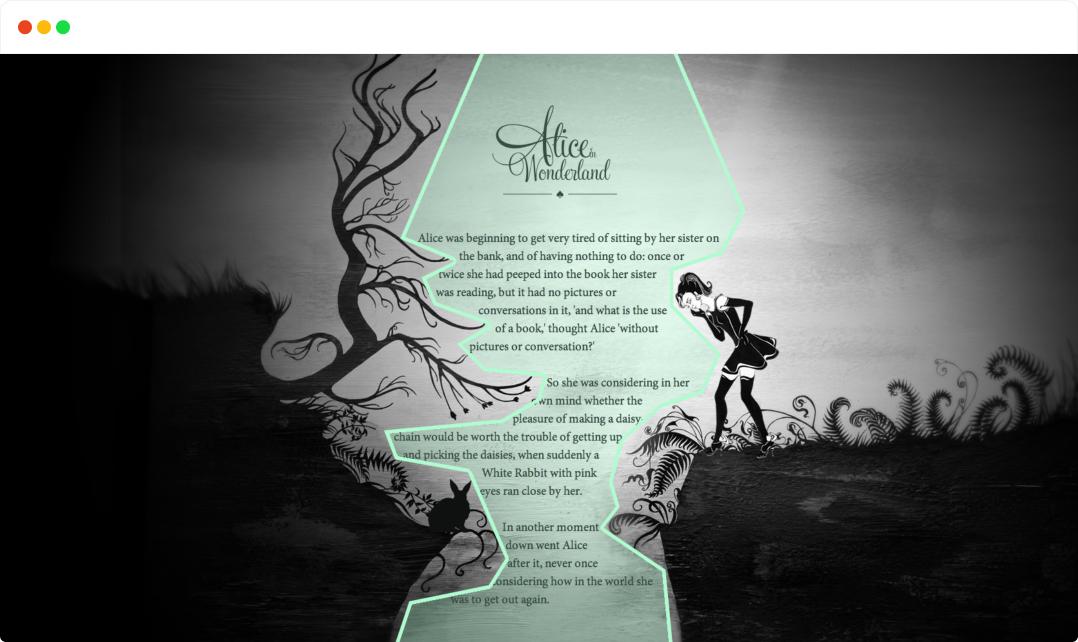 Alice in
Wonderland
Alice was beginning to get very tired of sitting by her sister on
the bank, and of having nothing to do: once or
twice she had peeped into the book her sister
was reading, but it had no pictures or
conversations in it, 'and what is the use
of a book,' thought Alice 'without
pictures or conversation?'
So she was considering in her
own mind whether the
pleasure of making a daisy
chain would be worth the trouble of getting up
and picking the daisies, when suddenly a
White Rabbit with pink
eyes ran close by her.
In another moment
down went Alice
after it, never once
considering how in the world she
was to get out again.